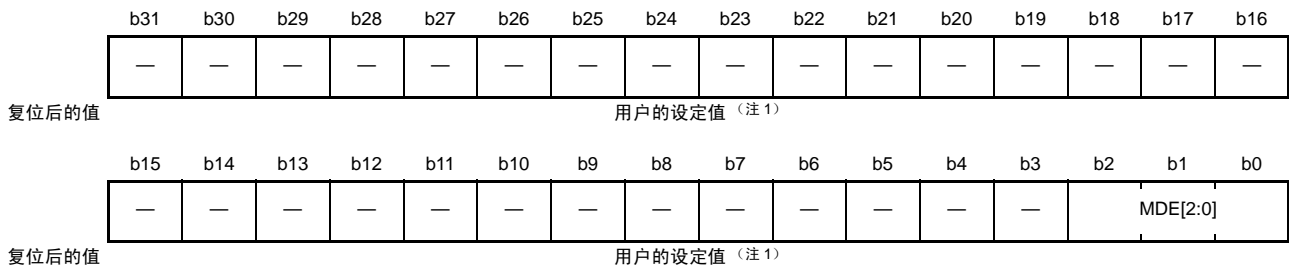 b31 b30 b29 b28 b27 b26 b25 b24 b23 b22 b21 b20 b19 b18 b17 b16
— — — — — — — — — — — — — — — —
复位后的值 用户的设定值（注 1）
b15 b14 b13 b12 b11 b10 b9 b8 b7 b6 b5 b4 b3 b2 b1 b0
— — — — — — — — — — — — — MDE[2:0]
复位后的值 用户的设定值（注 1）